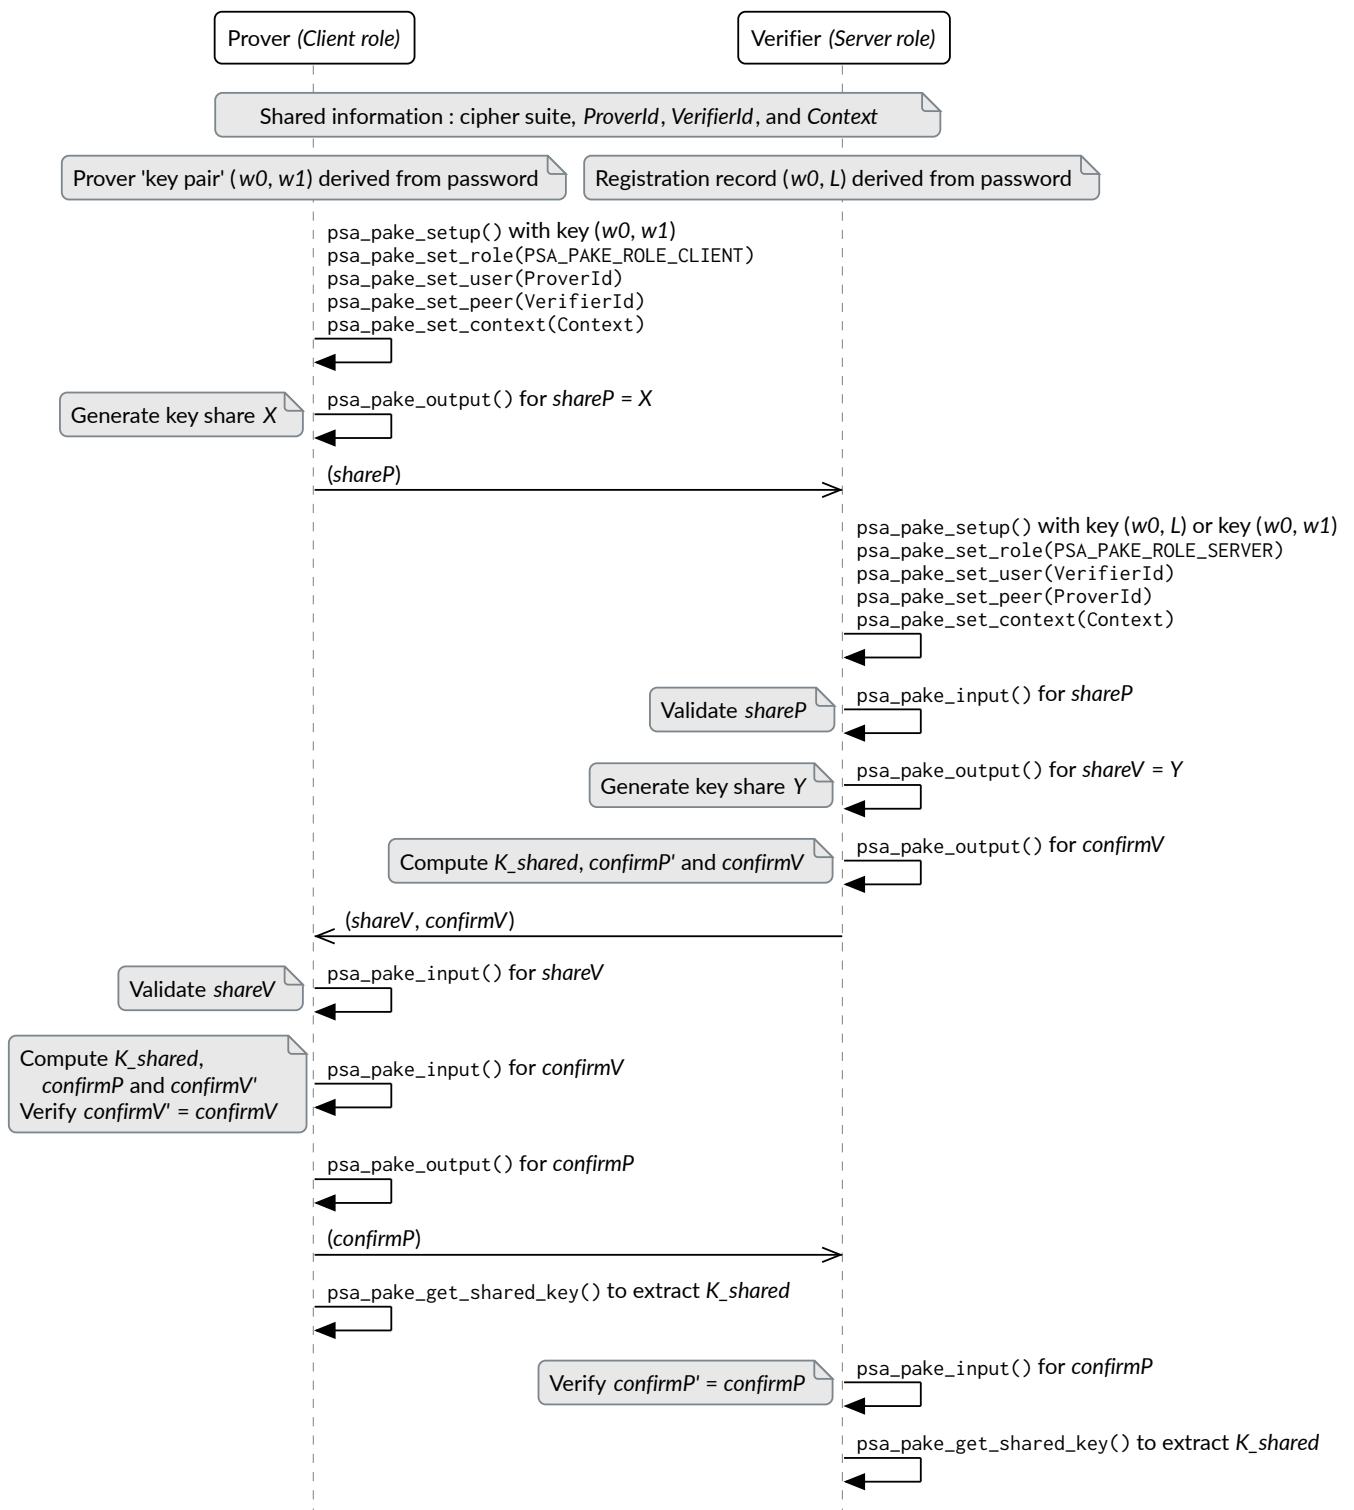 Prover (Client role)
Verifier (Server role)
Shared information : cipher suite, ProverId, VerifierId, and Context
Prover 'key pair' (w0, w1) derived from password
Registration record (w0, L) derived from password
psa_pake_setup() with key (w0, w1)
psa_pake_set_role(PSA_PAKE_ROLE_CLIENT)
psa_pake_set_user(ProverId)
psa_pake_set_peer(VerifierId)
psa_pake_set_context(Context)
Generate key share X
psa_pake_output() for shareP = X
(shareP)
psa_pake_setup() with key (w0, L) or key (w0, w1)
psa_pake_set_role(PSA_PAKE_ROLE_SERVER)
psa_pake_set_user(VerifierId)
psa_pake_set_peer(ProverId)
psa_pake_set_context(Context)
Validate shareP
psa_pake_input() for shareP
Generate key share Y
psa_pake_output() for shareV = Y
Compute K_shared, confirmP' and confirmV
psa_pake_output() for confirmV
(shareV, confirmV)
Validate shareV
psa_pake_input() for shareV
Compute K_shared,
confirmP and confirmV'
Verify confirmV' = confirmV
psa_pake_input() for confirmV
psa_pake_output() for confirmP
(confirmP)
psa_pake_get_shared_key() to extract K_shared
Verify confirmP' = confirmP
psa_pake_input() for confirmP
psa_pake_get_shared_key() to extract K_shared